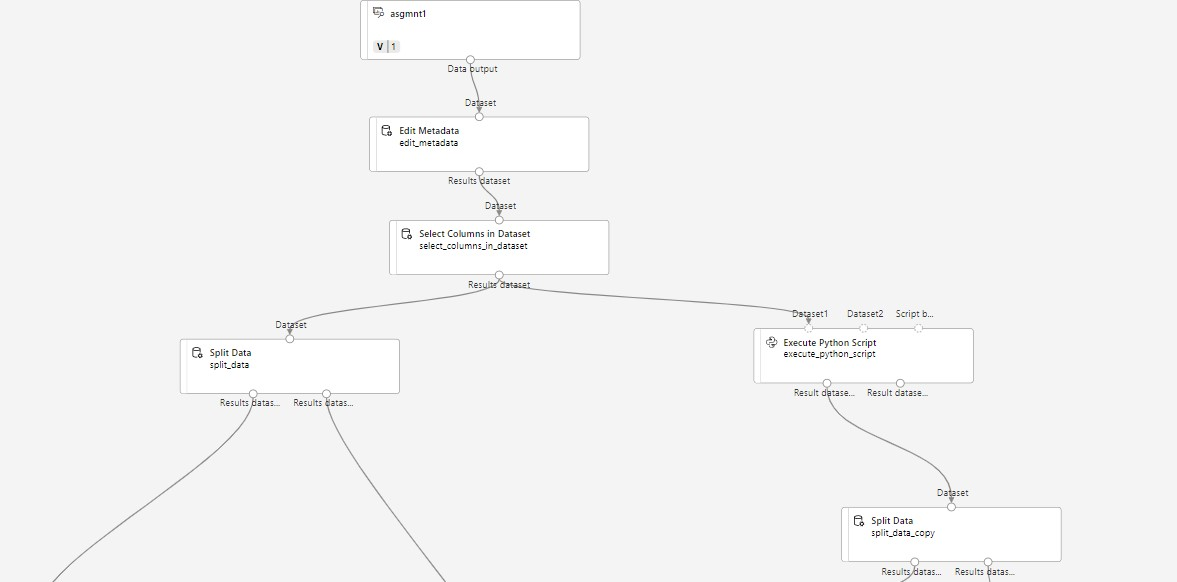 asgmnt1
V 1
Data output
Dataset
Edit Metadata
edit_metadata
Results dataset
Dataset
Select Columns in Dataset
select_columns_in_dataset
Results dataset
Dataset1 Dataset2 Script b...
Dataset
Execute Python Script
execute_python_script
Split Data
split_data
Result datase... Result datase...
Results datas... Results datas...
Dataset
Split Data
split_data_copy
Results datas... Results datas...